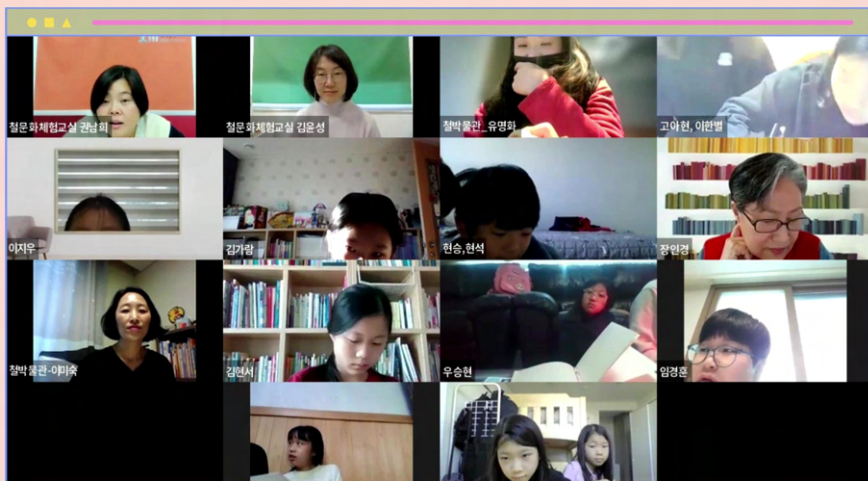 철문화체험교실 권남희
철문화체험교실 김윤성
철박물관_유명화
고아현, 이한별
이지우
김가람
현승,현석
장인경
철박물관-이미숙
김현서
우승현
임경훈